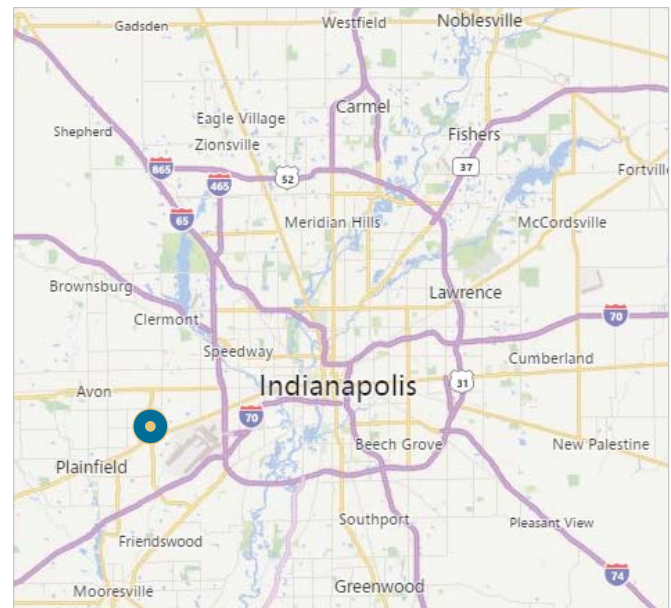 Gadsden
Westfield
Noblesville
Carmel
Shepherd
Eagle Village
Fishers
Zionsville
865
37
Fortvill
465
52
65
Meridian Hills
McCordsville
Brownsburg
Lawrence
Clermont
70
Speedway
Cumberland
Indianapolis
31
Avon
70
Beech Grove
New Palestine
Plainfield
Southport
Pleasant View
Friendswood
74
Mooresville
Greenwood